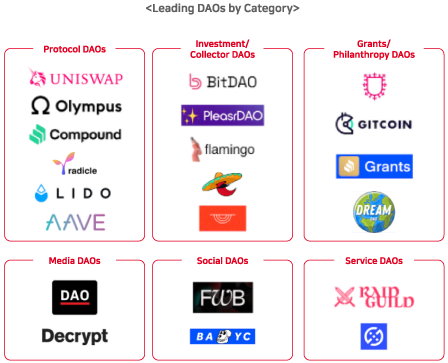 <Leading DAOs by Category>
Protocol DAOs
UNISWAP
Olympus
Compound
radicle
LIDO
AAVE
Investment/
Collector DAOs
BitDAO
PleasrDAO
flamingo
Grants/
Philanthropy DAOs
GITCOIN
Grants
DREAM
Media DAOs
DAO
Decrypt
Social DAOs
FWB
BAYC
Service DAOs
RAID
GUILD